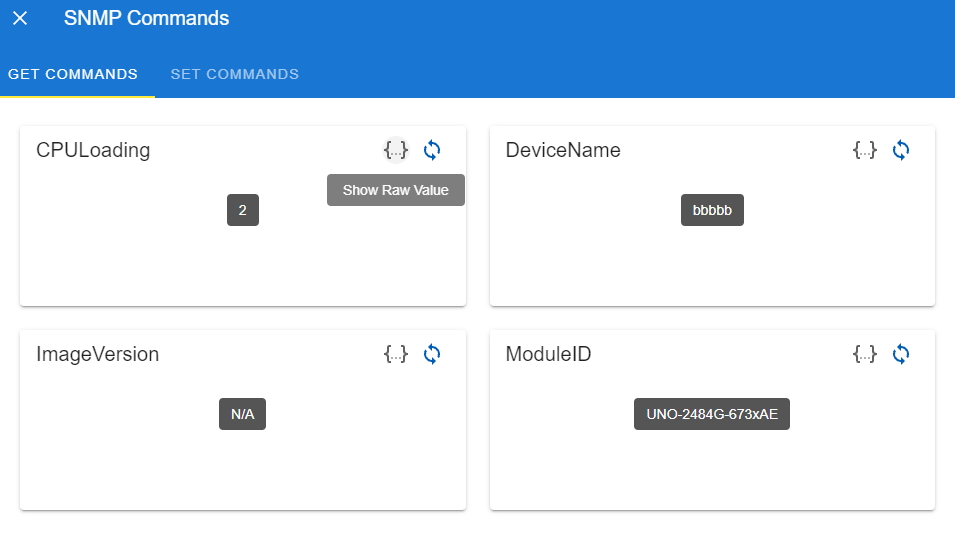 SNMP Commands
GET COMMANDS SET COMMANDS
CPULoading {...}
Show Raw Value
2
DeviceName {...}
bbbbb
ImageVersion {...}
N/A
ModuleID {...}
UNO-2484G-673xAE